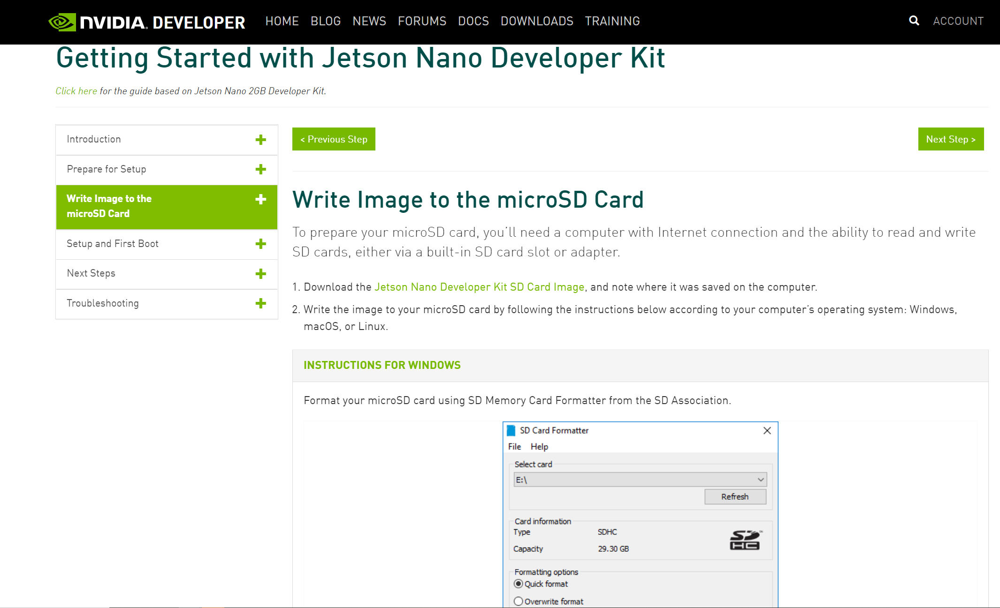 NVIDIA. DEVELOPER HOME BLOG NEWS FORUMS DOCS DOWNLOADS TRAINING ACCOUNT
Getting Started with Jetson Nano Developer Kit
Click here for the guide based on Jetson Nano 2GB Developer Kit.
Introduction
Prepare for Setup
Write Image to the
microSD Card
Setup and First Boot
Next Steps
Troubleshooting
< Previous Step
Next Step >
Write Image to the microSD Card
To prepare your microSD card, you’ll need a computer with Internet connection and the ability to read and write
SD cards, either via a built-in SD card slot or adapter.
1. Download the Jetson Nano Developer Kit SD Card Image, and note where it was saved on the computer.
2. Write the image to your microSD card by following the instructions below according to your computer’s operating system: Windows,
macOS, or Linux.
INSTRUCTIONS FOR WINDOWS
Format your microSD card using SD Memory Card Formatter from the SD Association.
SD Card Formatter
File Help
Select card
E:\
Refresh
Card information
Type SDHC
SD HC ™
Capacity 29.30 GB
Formatting options
Quick format
Overwrite format